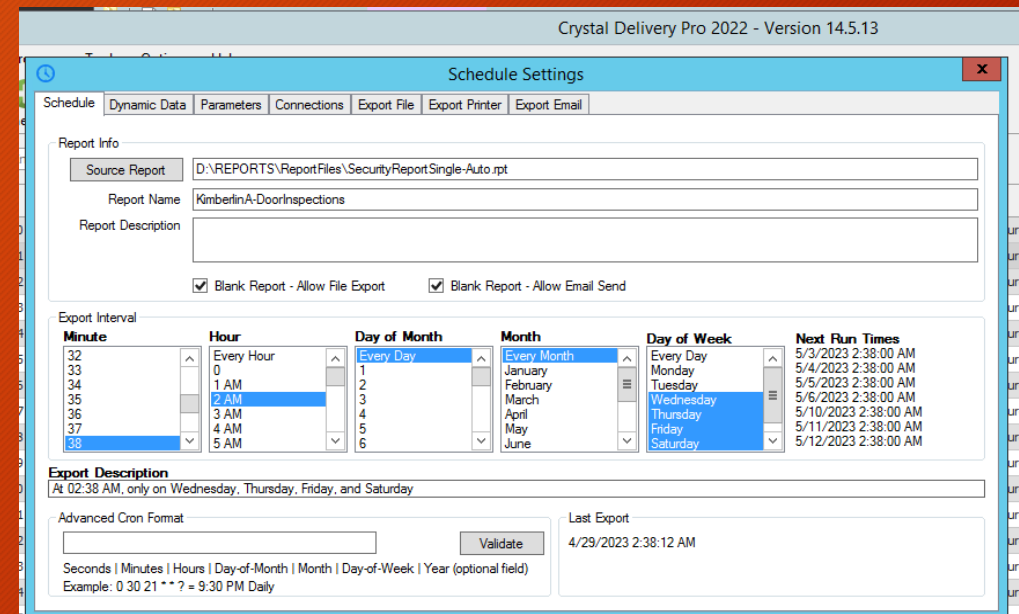 Crystal Delivery Pro 2022 - Version 14.5.13
Schedule Settings
x
Schedule Dynamic Data Parameters Connections Export File Export Printer Export Email
Report Info
Source Report D:\REPORTS\ReportFiles\SecurityReportSingle-Auto.rpt
Report Name KimberlinA-DoorInspections
Report Description
Blank Report - Allow File Export Blank Report - Allow Email Send
Export Interval
Minute Hour Day of Month Month Day of Week Next Run Times
32 Every Hour Every Day Every Month Every Day 5/3/2023 2:38:00 AM
33 0 1 January Monday 5/4/2023 2:38:00 AM
34 1 AM 2 February Tuesday 5/5/2023 2:38:00 AM
35 2 AM 3 March Wednesday 5/6/2023 2:38:00 AM
36 3 AM 4 April Thursday 5/10/2023 2:38:00 AM
37 4 AM 5 May Friday 5/11/2023 2:38:00 AM
38 5 AM 6 June Saturday 5/12/2023 2:38:00 AM
Export Description
At 02:38 AM, only on Wednesday, Thursday, Friday, and Saturday
Advanced Cron Format Last Export
Validate 4/29/2023 2:38:12 AM
Seconds | Minutes | Hours | Day-of-Month | Month | Day-of-Week | Year (optional field)
Example: 0 30 21 * * ? = 9:30 PM Daily